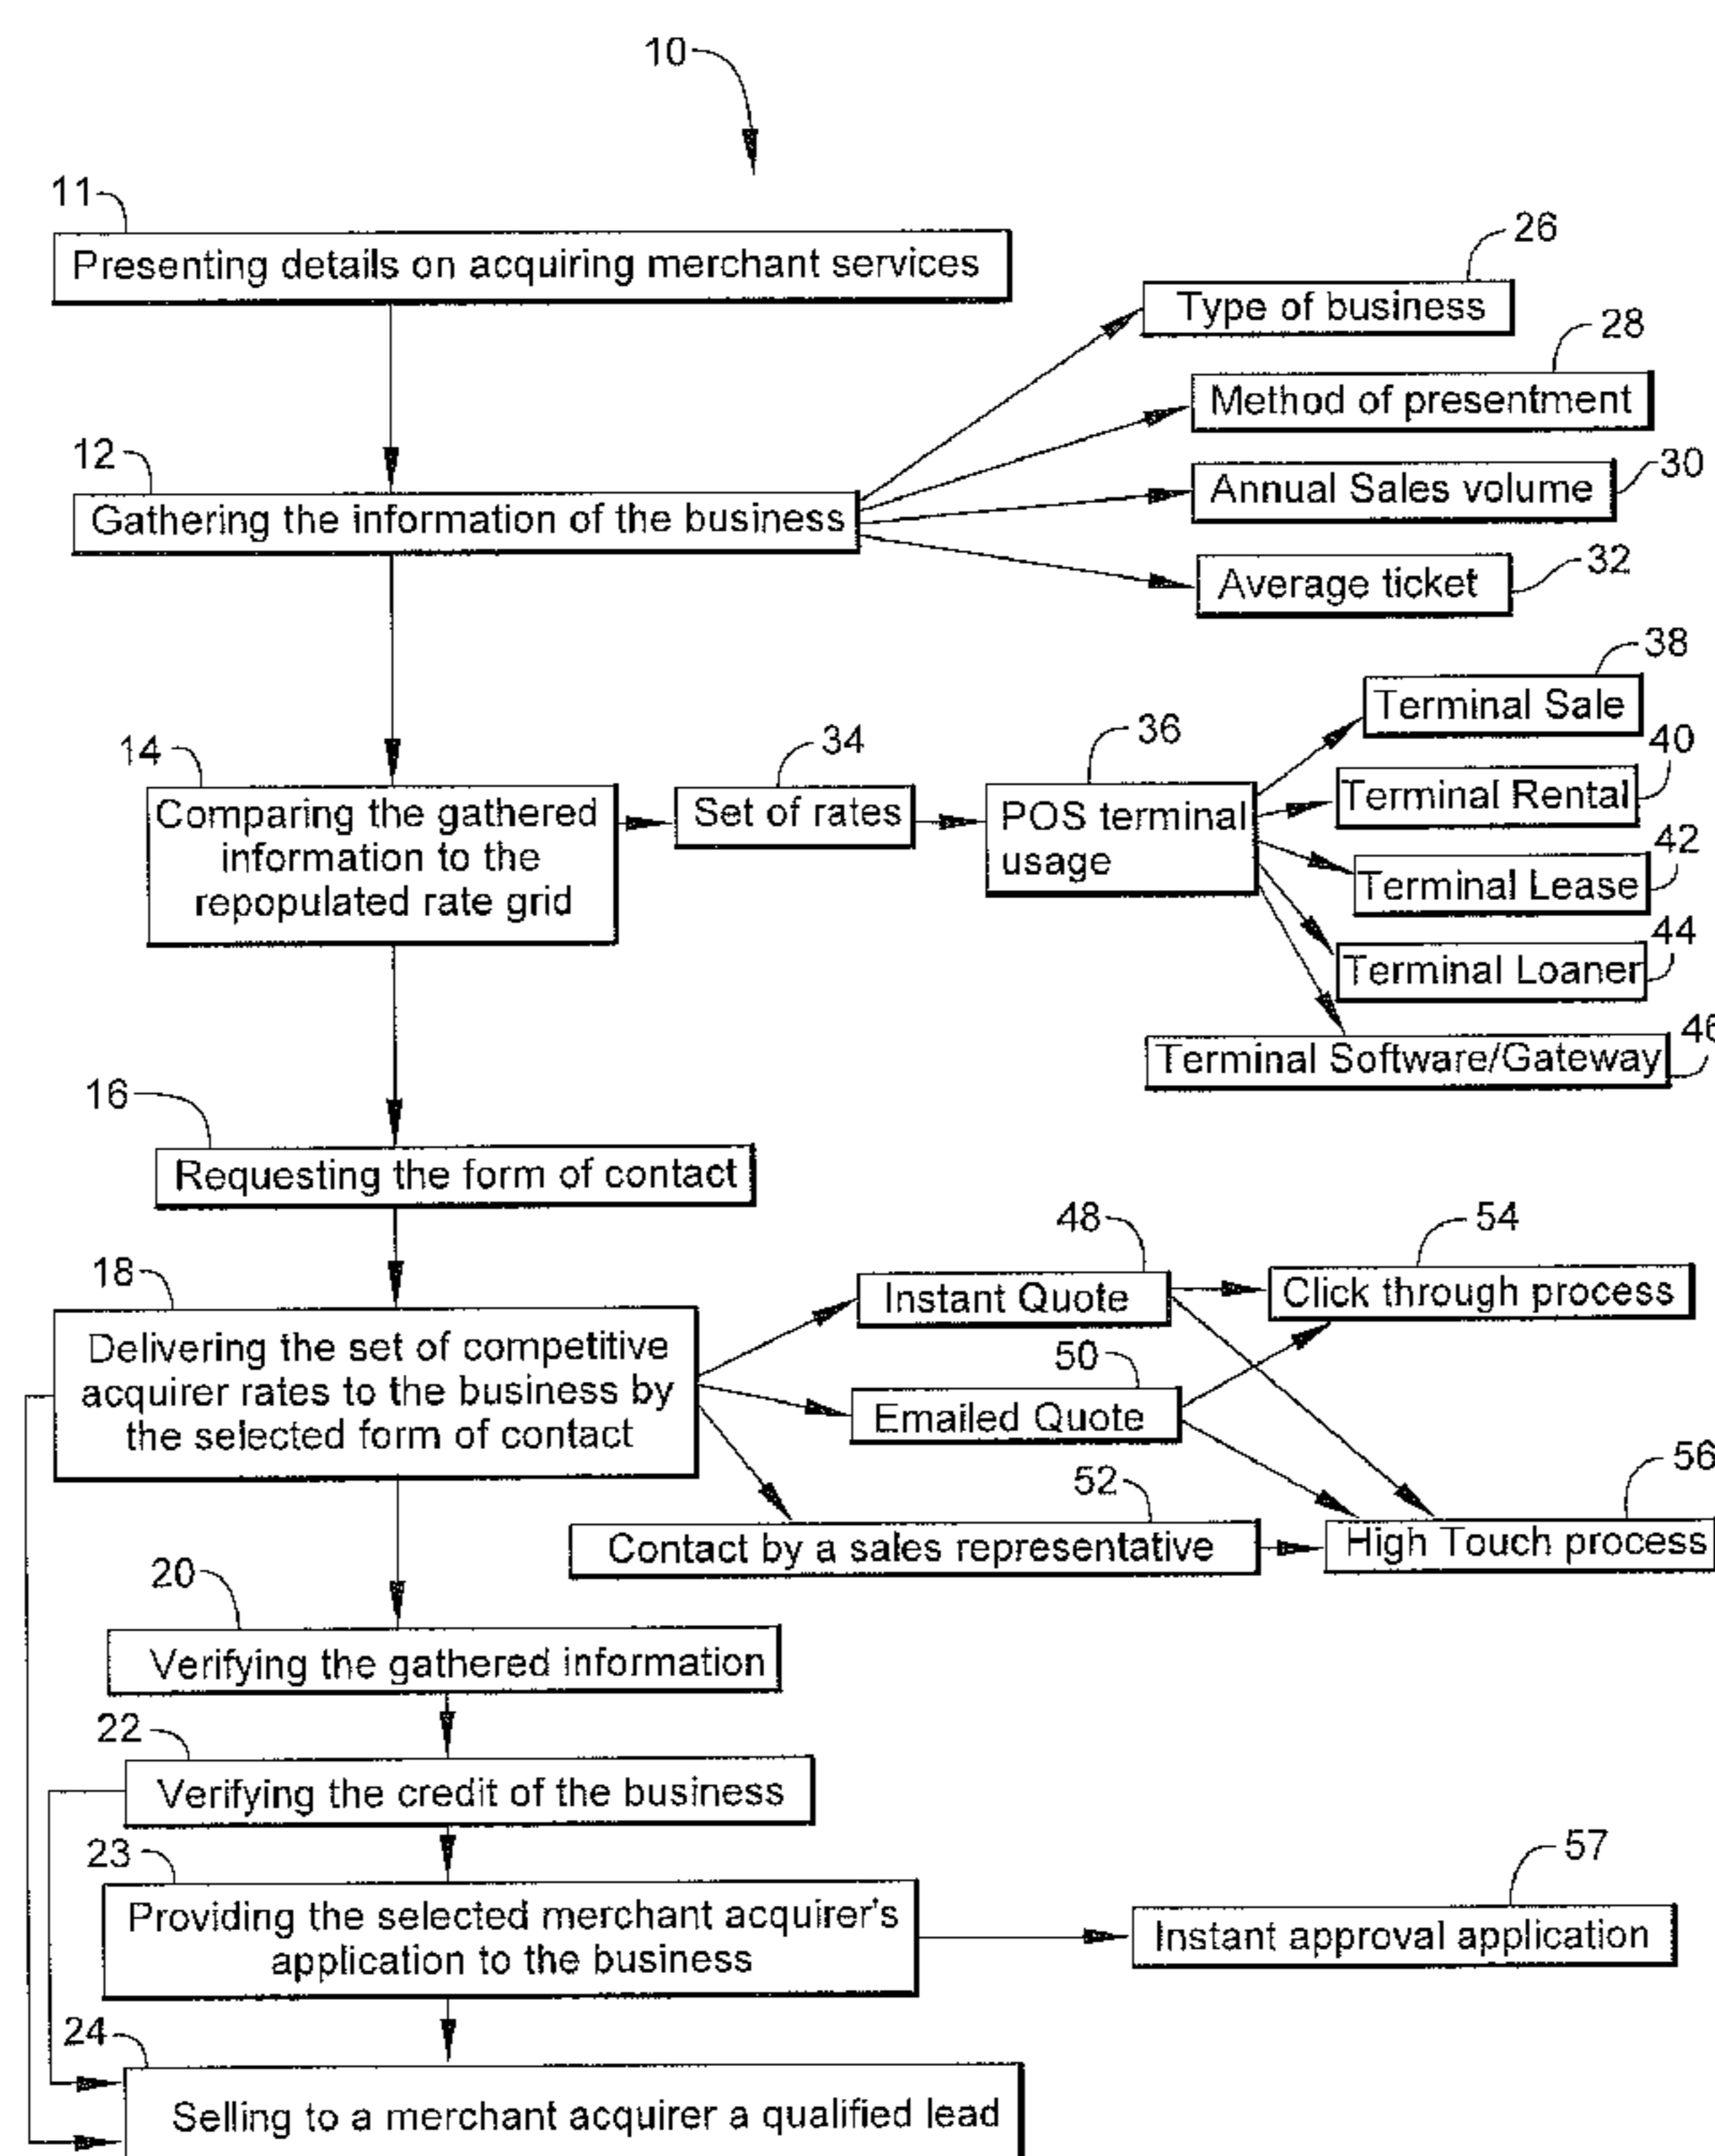 10
11
Presenting details on acquiring merchant services
26
Type of business
28
Method of presentment
12
Gathering the information of the business
30
Annual Sales volume
32
Average ticket
38
Terminal Sale
14
Comparing the gathered
information to the
repopulated rate grid
34
Set of rates
36
POS terminal
usage
40
Terminal Rental
42
Terminal Lease
44
Terminal Loaner
46
Terminal Software/Gateway
16
Requesting the form of contact
18
Delivering the set of competitive
acquirer rates to the business by
the selected form of contact
48
Instant Quote
54
Click through process
50
Emailed Quote
52
Contact by a sales representative
56
High Touch process
20
Verifying the gathered information
22
Verifying the credit of the business
23
Providing the selected merchant acquirer's
application to the business
57
Instant approval application
24
Selling to a merchant acquirer a qualified lead